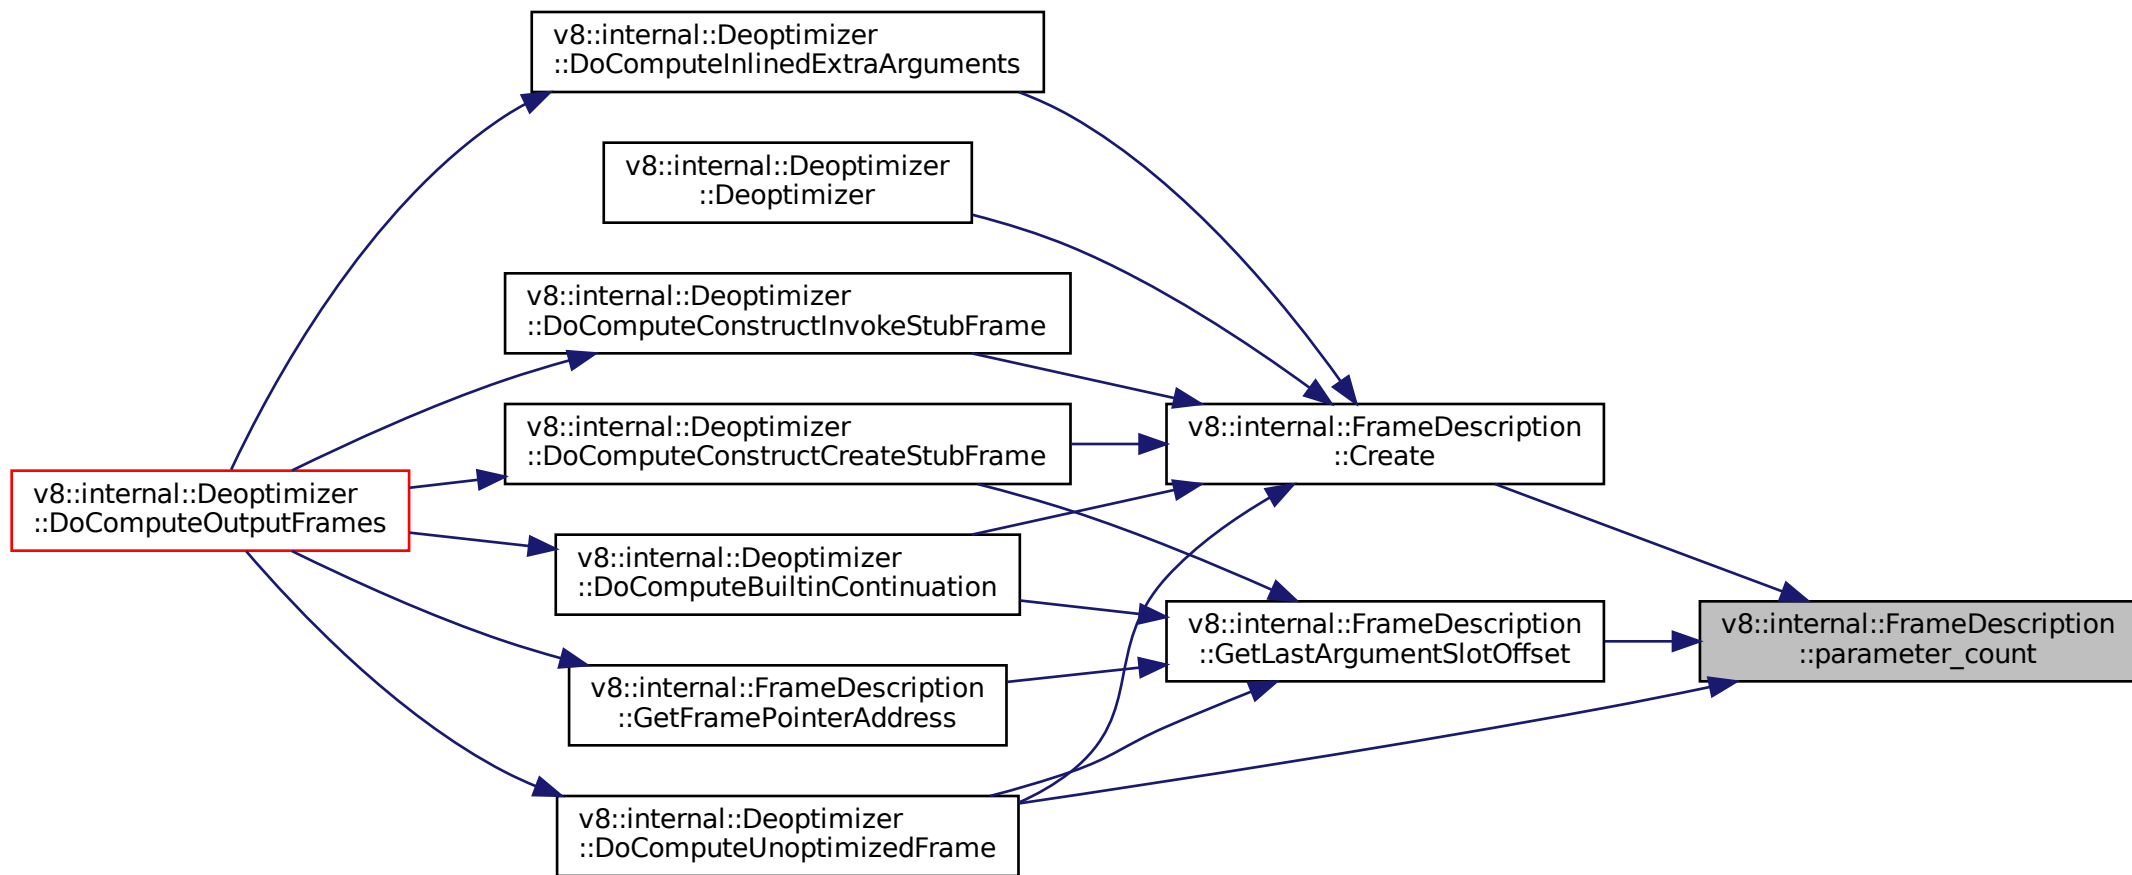 v8::internal::Deoptimizer
::DoComputeInlinedExtraArguments
v8::internal::Deoptimizer
::Deoptimizer
v8::internal::Deoptimizer
::DoComputeConstructInvokeStubFrame
v8::internal::Deoptimizer
::DoComputeConstructCreateStubFrame
v8::internal::FrameDescription
::Create
v8::internal::Deoptimizer
::DoComputeOutputFrames
v8::internal::Deoptimizer
::DoComputeBuiltinContinuation
v8::internal::FrameDescription
::GetLastArgumentSlotOffset
v8::internal::FrameDescription
::parameter_count
v8::internal::FrameDescription
::GetFramePointerAddress
v8::internal::Deoptimizer
::DoComputeUnoptimizedFrame